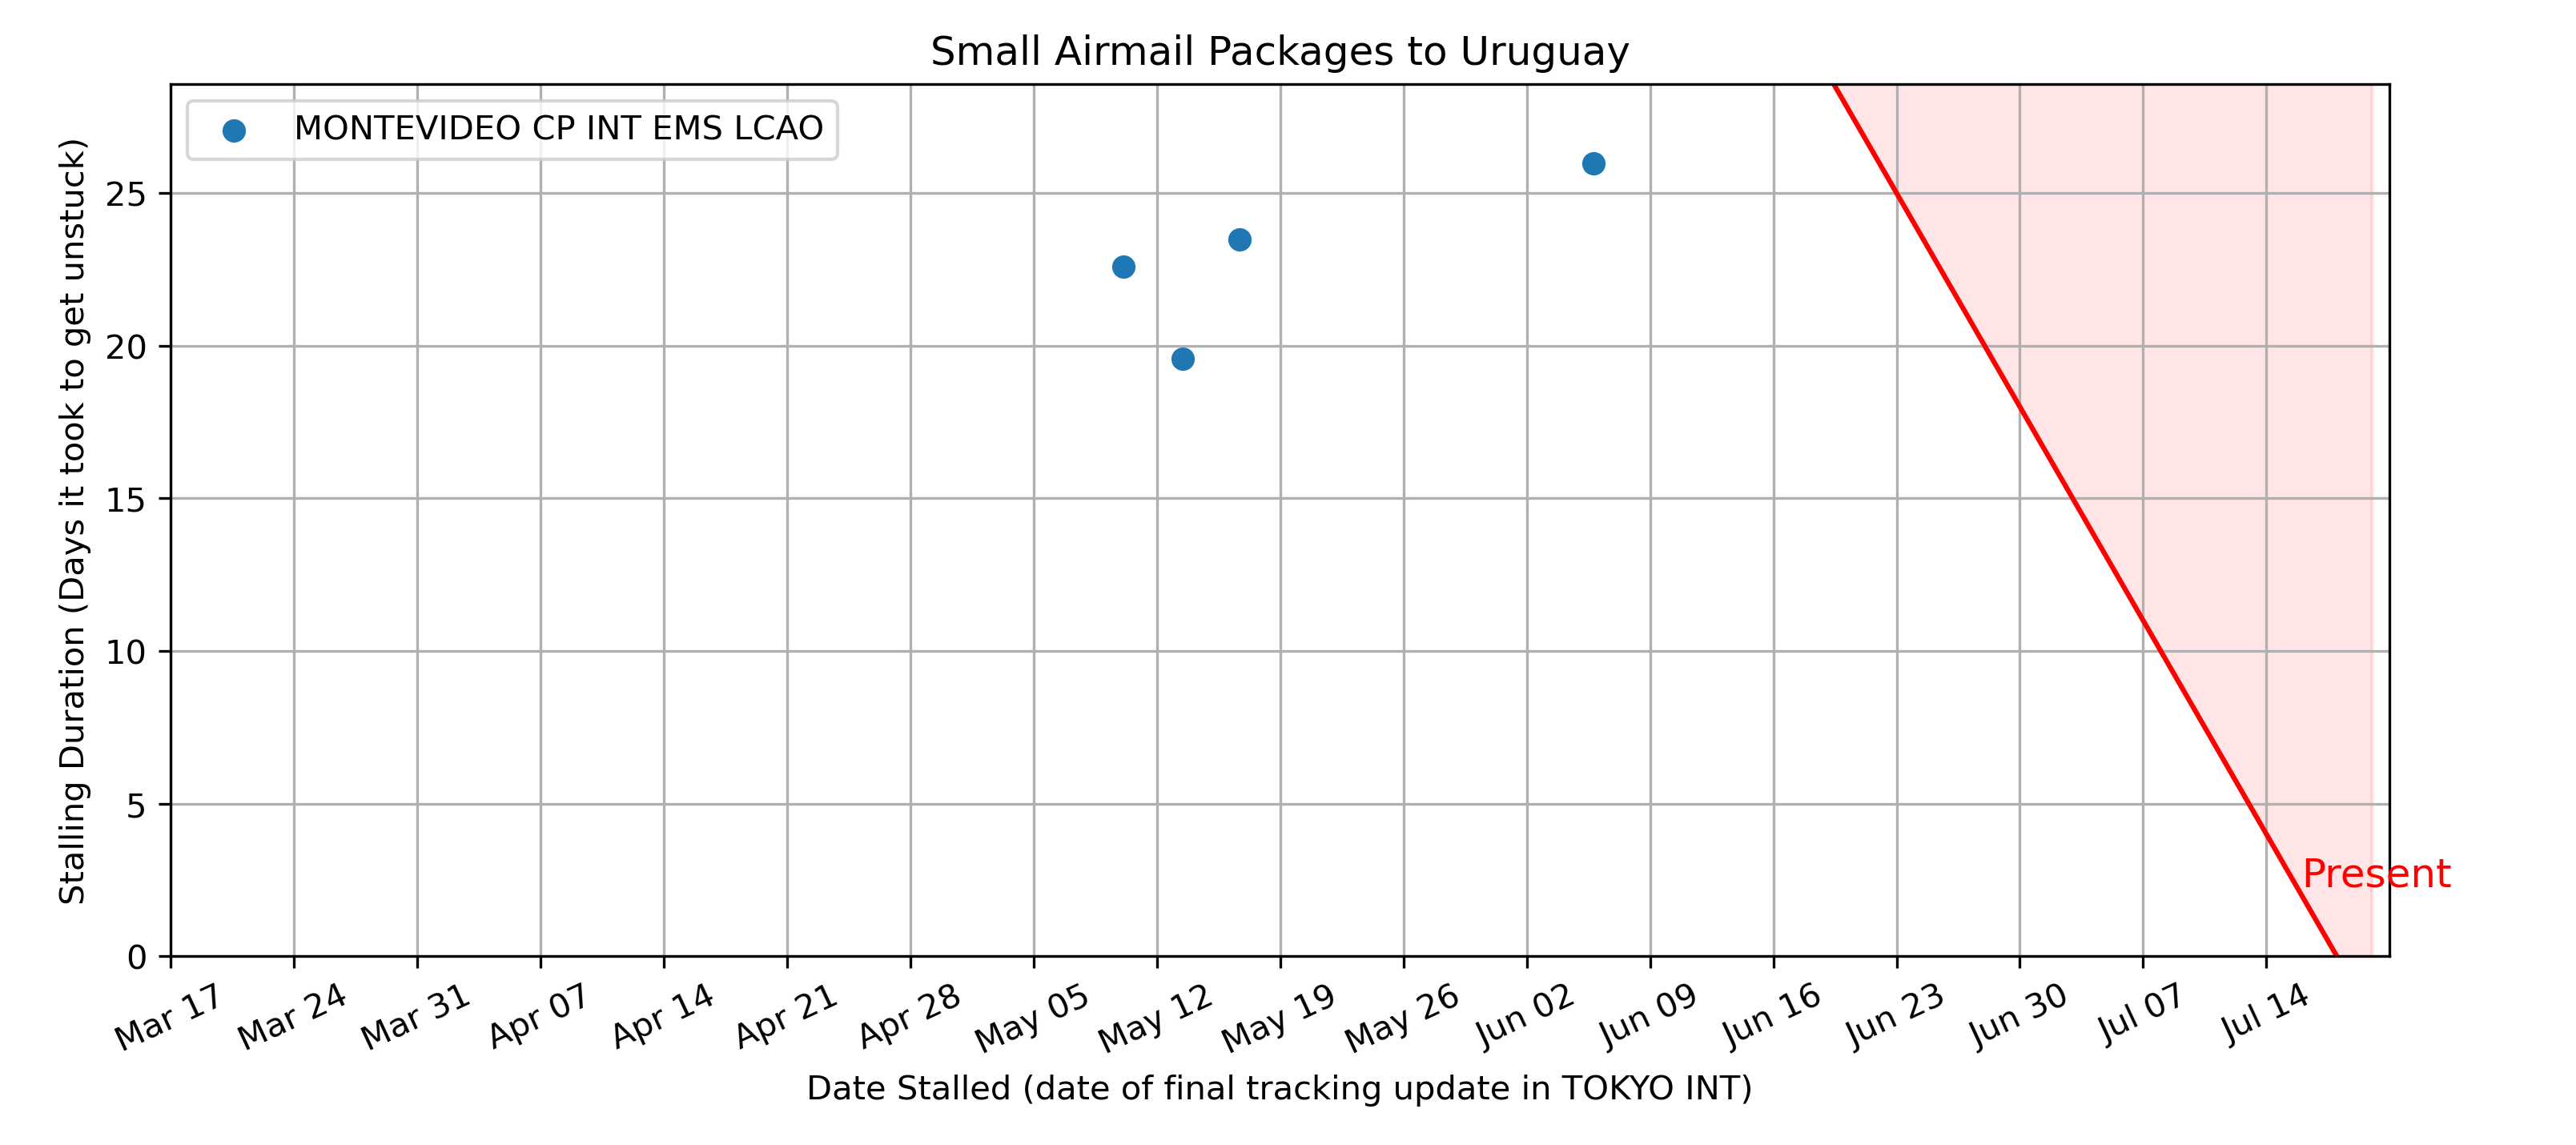 Small Airmail Packages to Uruguay
MONTEVIDEO CP INT EMS LCAO
Stalling Duration (Days it took to get unstuck)
25
20
15
10
5
0
Present
Mar 17
Mar 24
Mar 31
Apr 07
Apr 14
Apr 21
Apr 28
May 05
May 12
May 19
May 26
Jun 02
Jun 09
Jun 16
Jun 23
Jun 30
Jul 07
Jul 14
Date Stalled (date of final tracking update in TOKYO INT)